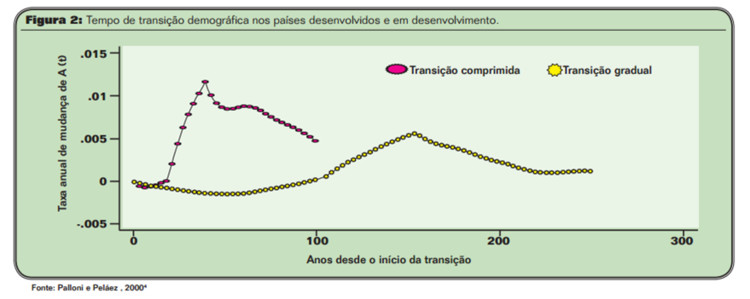 Figura 2: Tempo de transição demográfica nos países desenvolvidos e em desenvolvimento.
Taxa anual de mudança de A (t)
.015
.01
.005
0
-.005
Transição comprimida
Transição gradual
0 100 200 300
Anos desde o início da transição
Fonte: Palloni e Peláez , 2000⁴